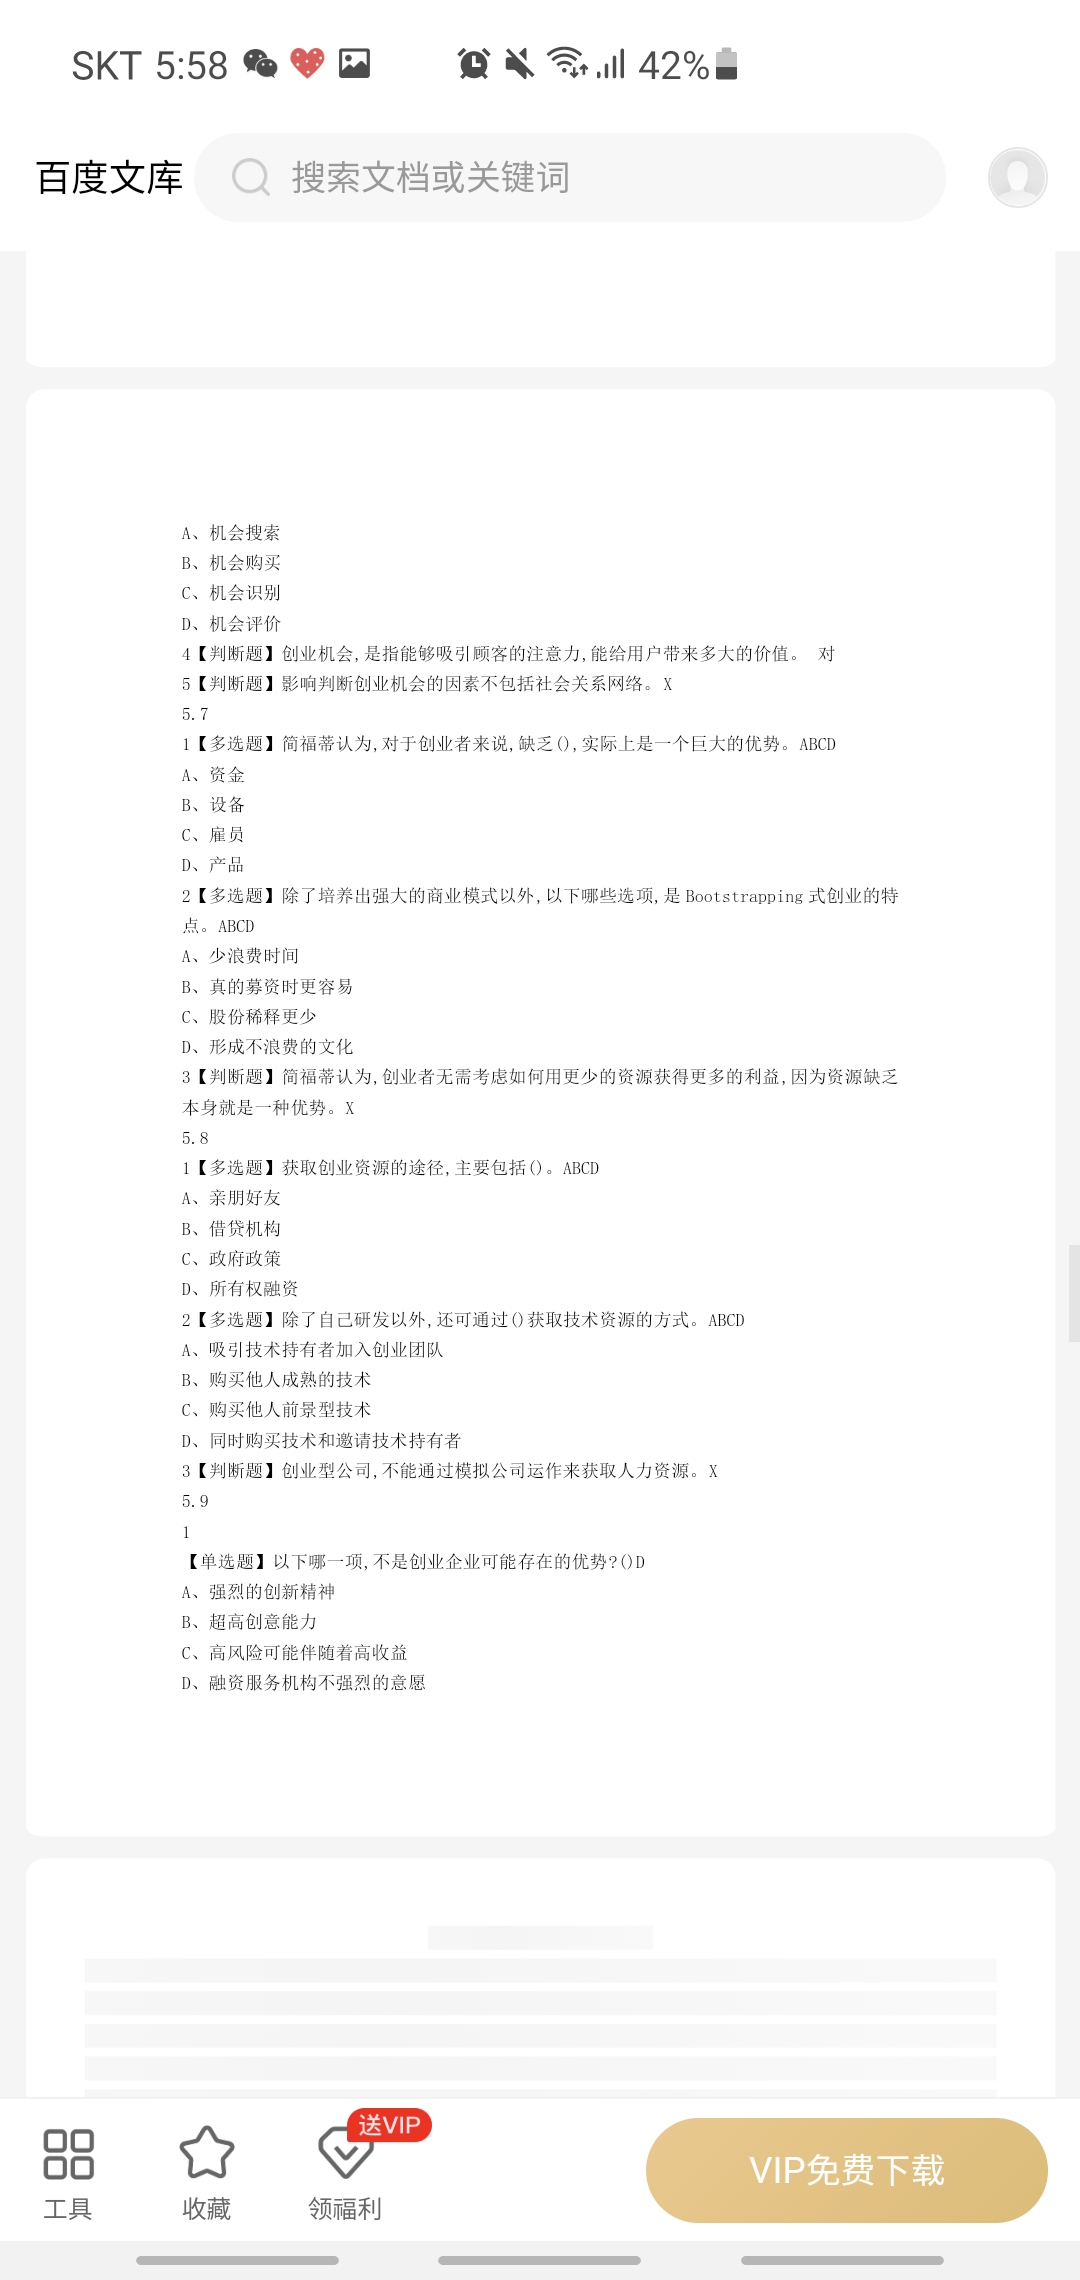 SKT 5:58 42%
百度文库 搜索文档或关键词
A、机会搜索
B、机会购买
C、机会识别
D、机会评价
4【判断题】创业机会,是指能够吸引顾客的注意力,能给用户带来多大的价值。 对
5【判断题】影响判断创业机会的因素不包括社会关系网络。X
5.7
1【多选题】简福蒂认为,对于创业者来说,缺乏(),实际上是一个巨大的优势。ABCD
A、资金
B、设备
C、雇员
D、产品
2【多选题】除了培养出强大的商业模式以外,以下哪些选项,是 Bootstrapping 式创业的特
点。ABCD
A、少浪费时间
B、真的募资时更容易
C、股份稀释更少
D、形成不浪费的文化
3【判断题】简福蒂认为,创业者无需考虑如何用更少的资源获得更多的利益,因为资源缺乏
本身就是一种优势。X
5.8
1【多选题】获取创业资源的途径,主要包括()。ABCD
A、亲朋好友
B、借贷机构
C、政府政策
D、所有权融资
2【多选题】除了自己研发以外,还可通过()获取技术资源的方式。ABCD
A、吸引技术持有者加入创业团队
B、购买他人成熟的技术
C、购买他人前景型技术
D、同时购买技术和邀请技术持有者
3【判断题】创业型公司,不能通过模拟公司运作来获取人力资源。X
5.9
1
【单选题】以下哪一项,不是创业企业可能存在的优势?()D
A、强烈的创新精神
B、超高创意能力
C、高风险可能伴随着高收益
D、融资服务机构不强烈的意愿
送VIP
工具 收藏 领福利 VIP免费下载